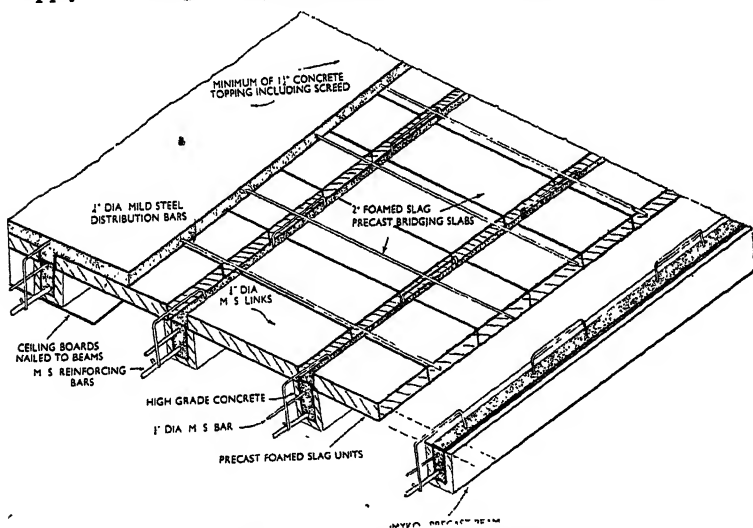 MINIMUM OF 1½" CONCRETE
TOPPING INCLUDING SCREED
¼" DIA MILD STEEL
DISTRIBUTION BARS
2" FOAMED SLAG
PRECAST BRIDGING SLABS
¼" DIA
M S LINKS
CEILING BOARDS
NAILED TO BEAMS
M S REINFORCING
BARS
HIGH GRADE CONCRETE
DIA M S BAR
PRECAST FOAMED SLAG UNITS
PRECAST BEAM